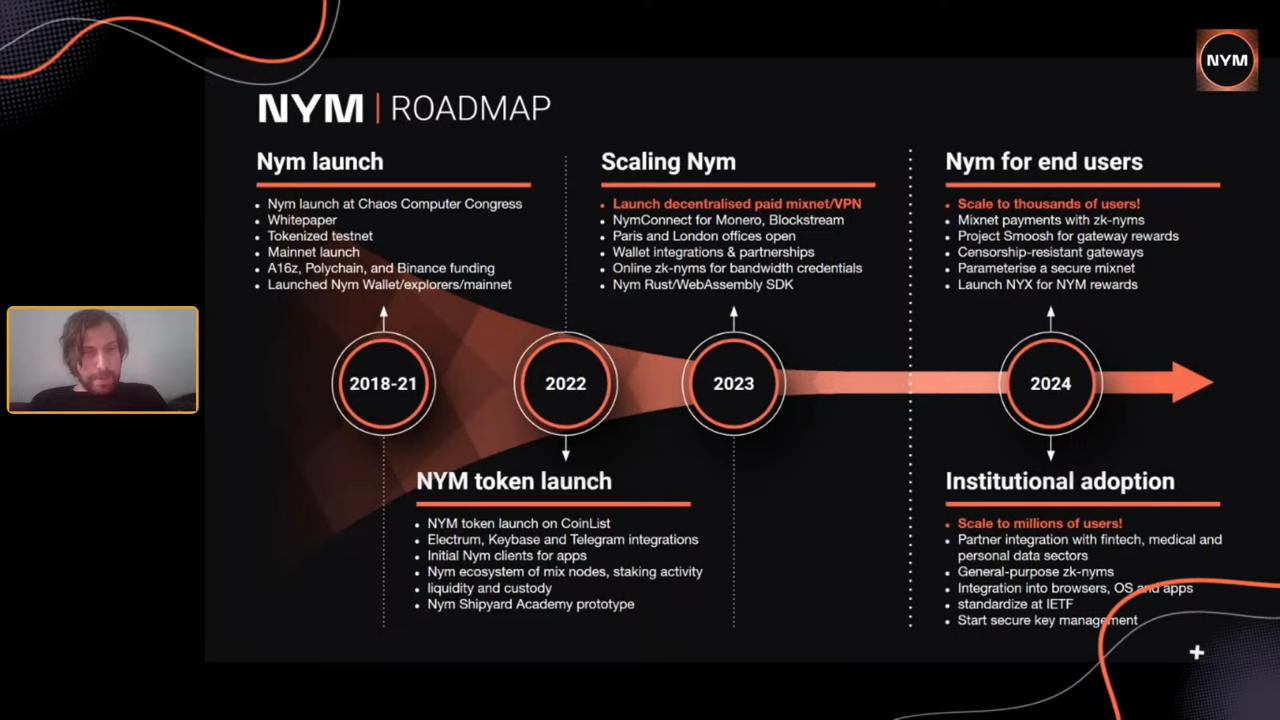 NYM
NYM | ROADMAP
Nym launch
• Nym launch at Chaos Computer Congress
• Whitepaper
• Tokenized testnet
• Mainnet launch
• A16z, Polychain, and Binance funding
• Launched Nym Wallet/explorers/mainnet
Scaling Nym
• Launch decentralised paid mixnet/VPN
• NymConnect for Monero, Blockstream
• Paris and London offices open
• Wallet integrations & partnerships
• Online zk-nyms for bandwidth credentials
• Nym Rust/WebAssembly SDK
Nym for end users
• Scale to thousands of users!
• Mixnet payments with zk-nyms
• Project Smoosh for gateway rewards
• Censorship-resistant gateways
• Parameterise a secure mixnet
• Launch NYX for NYM rewards
2018-21
2022
2023
2024
NYM token launch
• NYM token launch on CoinList
• Electrum, Keybase and Telegram integrations
• Initial Nym clients for apps
• Nym ecosystem of mix nodes, staking activity
• liquidity and custody
• Nym Shipyard Academy prototype
Institutional adoption
• Scale to millions of users!
• Partner integration with fintech, medical and
personal data sectors
• General-purpose zk-nyms
• Integration into browsers, OS and apps
• standardize at IETF
• Start secure key management